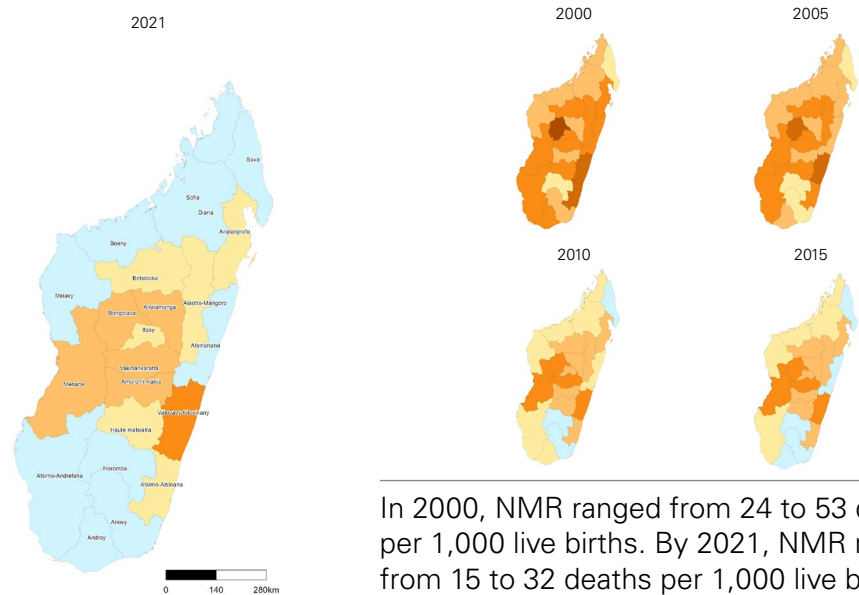 2021
2000
2005
Sava
Sofia
Diana
Analanjirofo
Boeny
Betsiboka
Melaky
Alaotra-Mangoro
Analamanga
Bongolava
Itasy
Atsinanana
Vakinankaratra
Menabe
Amoron'i mania
Vatovavy Fitovinany
Haute matsiatra
Ihorombe
Atsimo-Andrefana
Atsimo-Atsinana
Anosy
Androy
0 140 280km
2010
2015
In 2000, NMR ranged from 24 to 53
per 1,000 live births. By 2021, NMR
from 15 to 32 deaths per 1,000 live